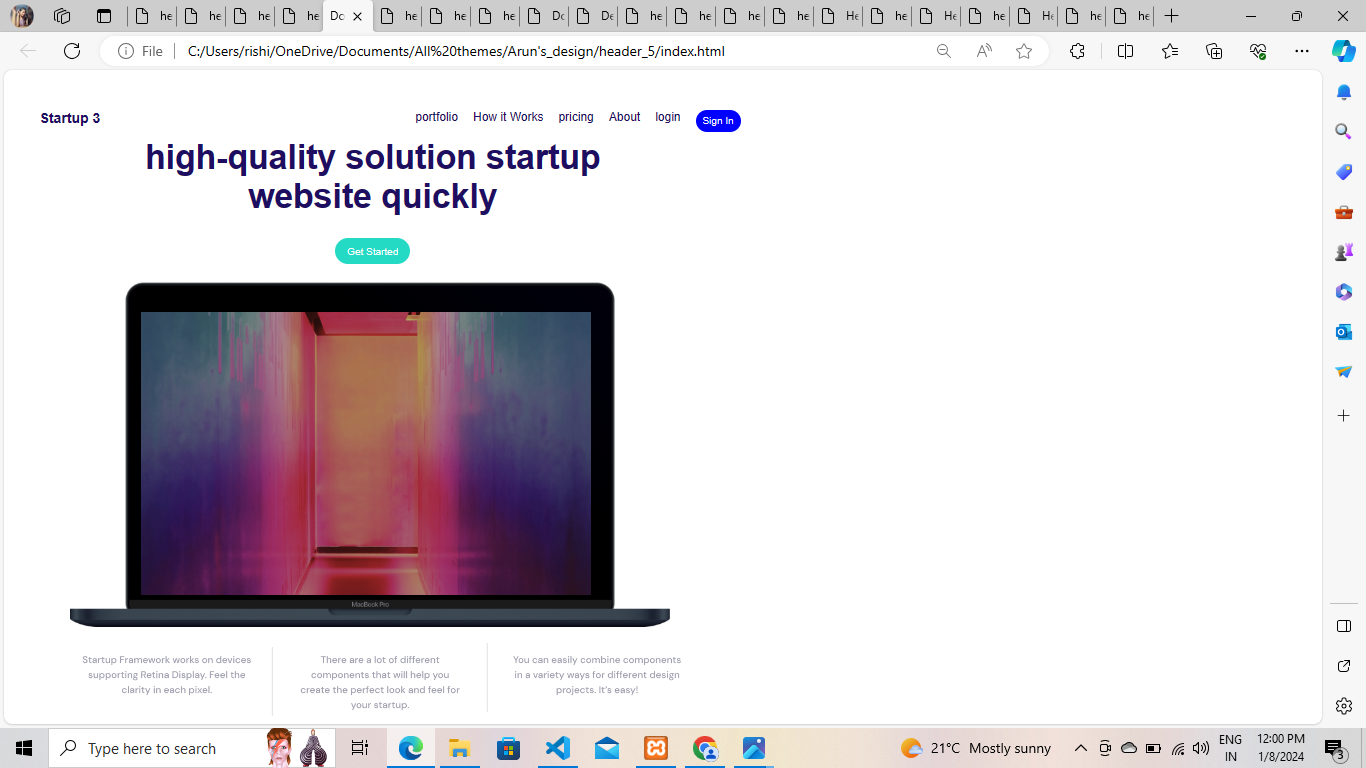 he
he
he
he
Do
he
he
he
Do
De
he
he
he
he
He
he
He
he
He
he
he
File
C:/Users/rishi/OneDrive/Documents/All%20themes/Arun's_design/header_5/index.html
Startup 3
portfolio
How it Works
pricing
About
login
Sign In
high-quality solution startup
website quickly
Get Started
MacBook Pro
Startup Framework works on devices
supporting Retina Display. Feel the
clarity in each pixel.
There are a lot of different
components that will help you
create the perfect look and feel for
your startup.
You can easily combine components
in a variety ways for different design
projects. It's easy!
Type here to search
21°C Mostly sunny
ENG
IN
12:00 PM
1/8/2024
3